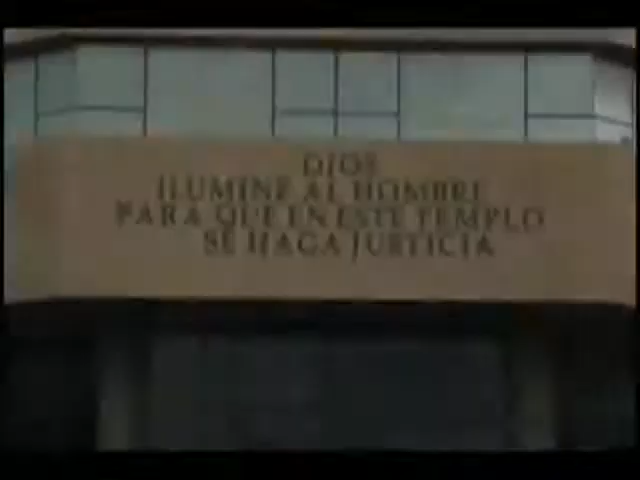 DIOS
ILUMINE AL HOMBRE
PARA QUE EN ESTE TEMPLO
SE HAGA JUSTICIA